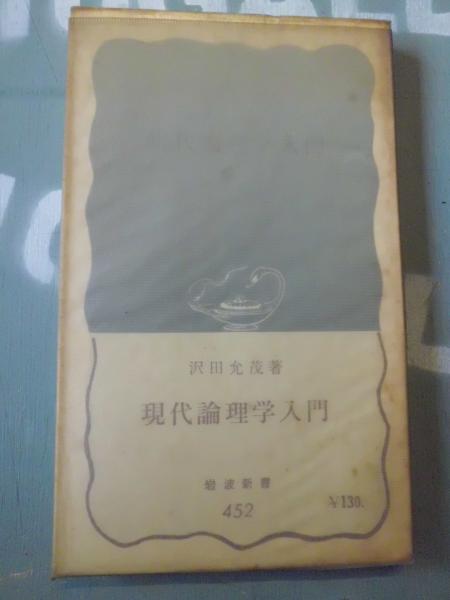 沢田允茂著
現代論理学入門
岩波新書
452
¥130.